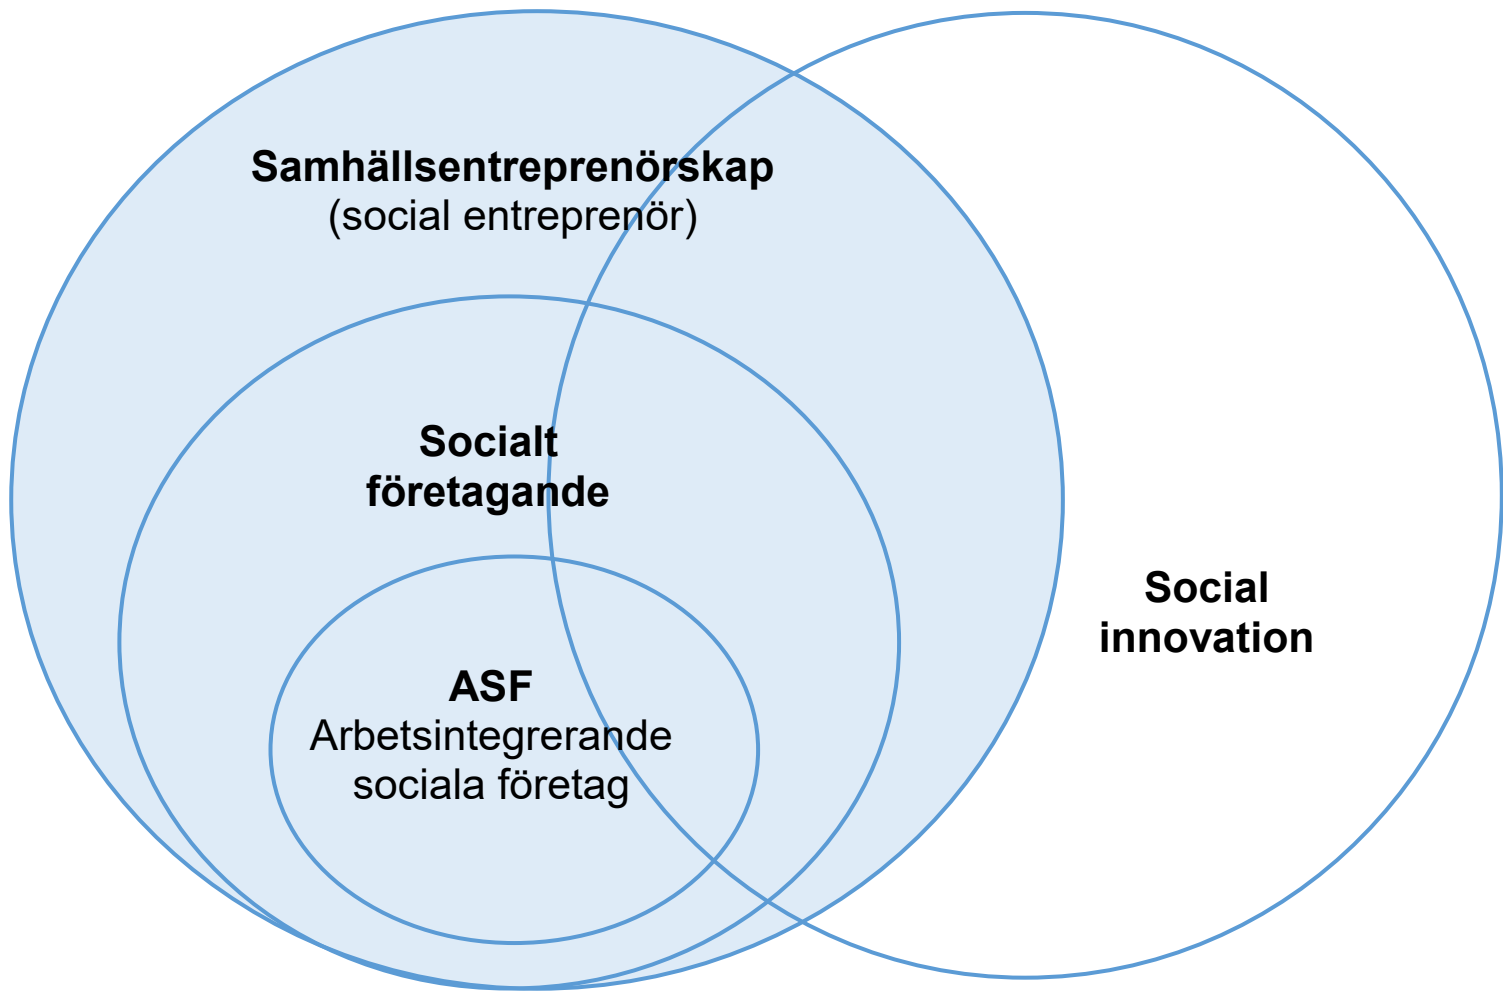 Samhällsentreprenörskap
(social entreprenör)
Socialt
företagande
ASF
Arbetsintegrerande
sociala företag
Social
innovation